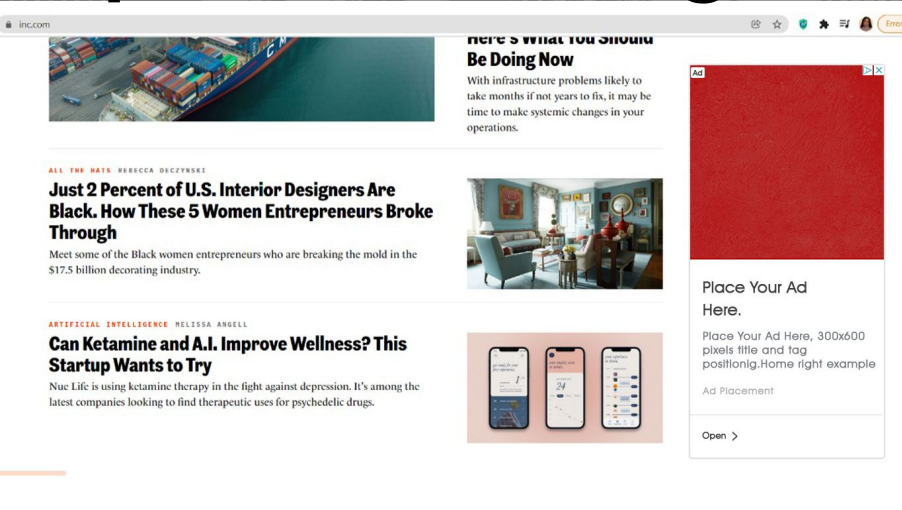 inc.com
Error
Here's What You Should
Be Doing Now
With infrastructure problems likely to
take months if not years to fix, it may be
time to make systemic changes in your
operations.
ALL THE HATS REBECCA DECZYNSKI
Just 2 Percent of U.S. Interior Designers Are
Black. How These 5 Women Entrepreneurs Broke
Through
Meet some of the Black women entrepreneurs who are breaking the mold in the
$17.5 billion decorating industry.
ARTIFICIAL INTELLIGENCE MELISSA ANGELL
Can Ketamine and A.I. Improve Wellness? This
Startup Wants to Try
Nue Life is using ketamine therapy in the fight against depression. It's among the
latest companies looking to find therapeutic uses for psychedelic drugs.
24
Ad
Place Your Ad
Here.
Place Your Ad Here, 300x600
pixels title and tag
positionig.Home right example
Ad Placement
Open